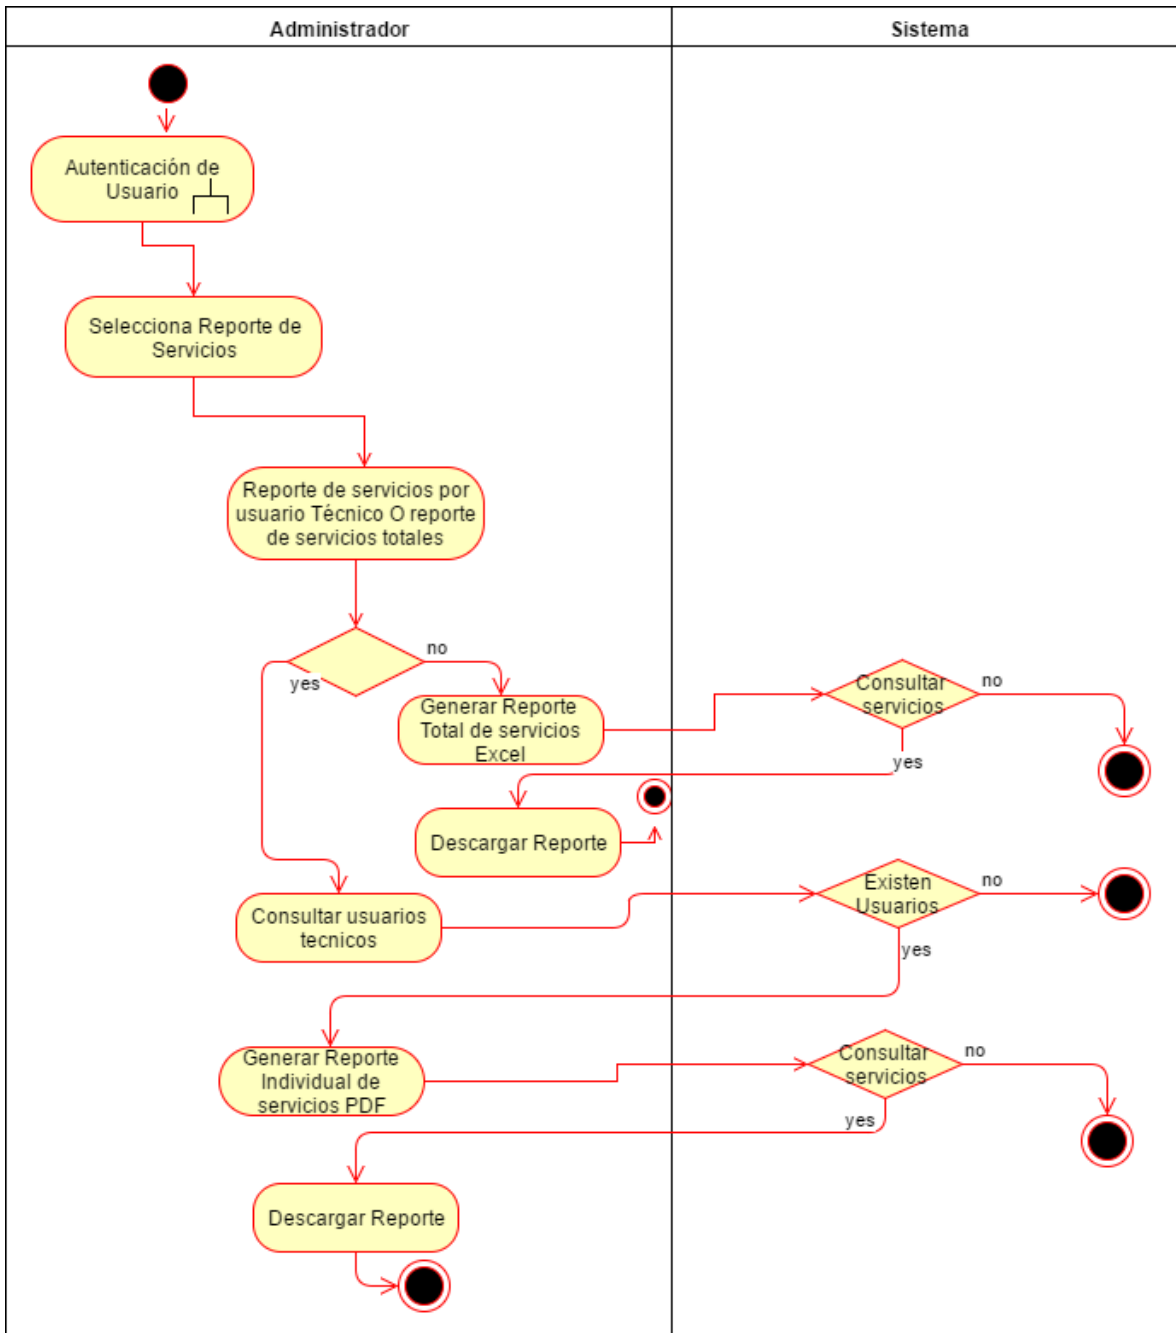 Administrador
Sistema
Autenticación de
Usuario
Selecciona Reporte de
Servicios
Reporte de servicios por
usuario Técnico O reporte
de servicios totales
no
yes
Generar Reporte
Total de servicios
Excel
Consultar
servicios
no
yes
Descargar Reporte
Consultar usuarios
tecnicos
Existen
Usuarios
no
yes
Generar Reporte
Individual de
servicios PDF
Consultar
servicios
no
yes
Descargar Reporte